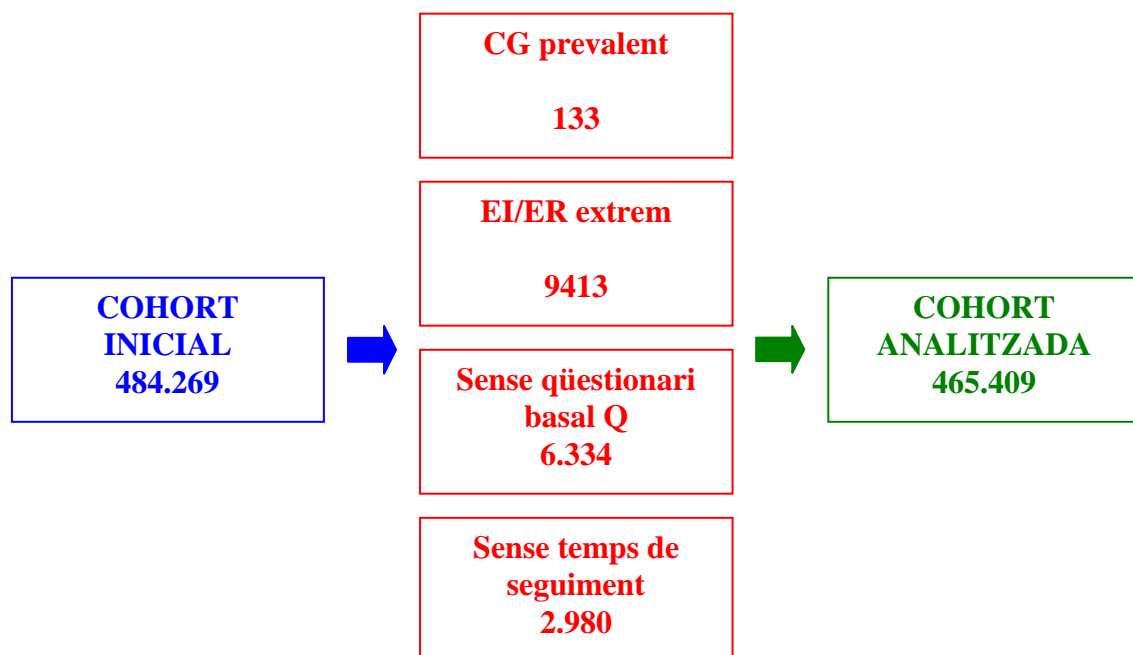 CG prevalent
133
EI/ER extrem
9413
COHORT
INICIAL
484.269
COHORT
ANALITZADA
465.409
Sense qüestionari
basal Q
6.334
Sense temps de
seguiment
2.980